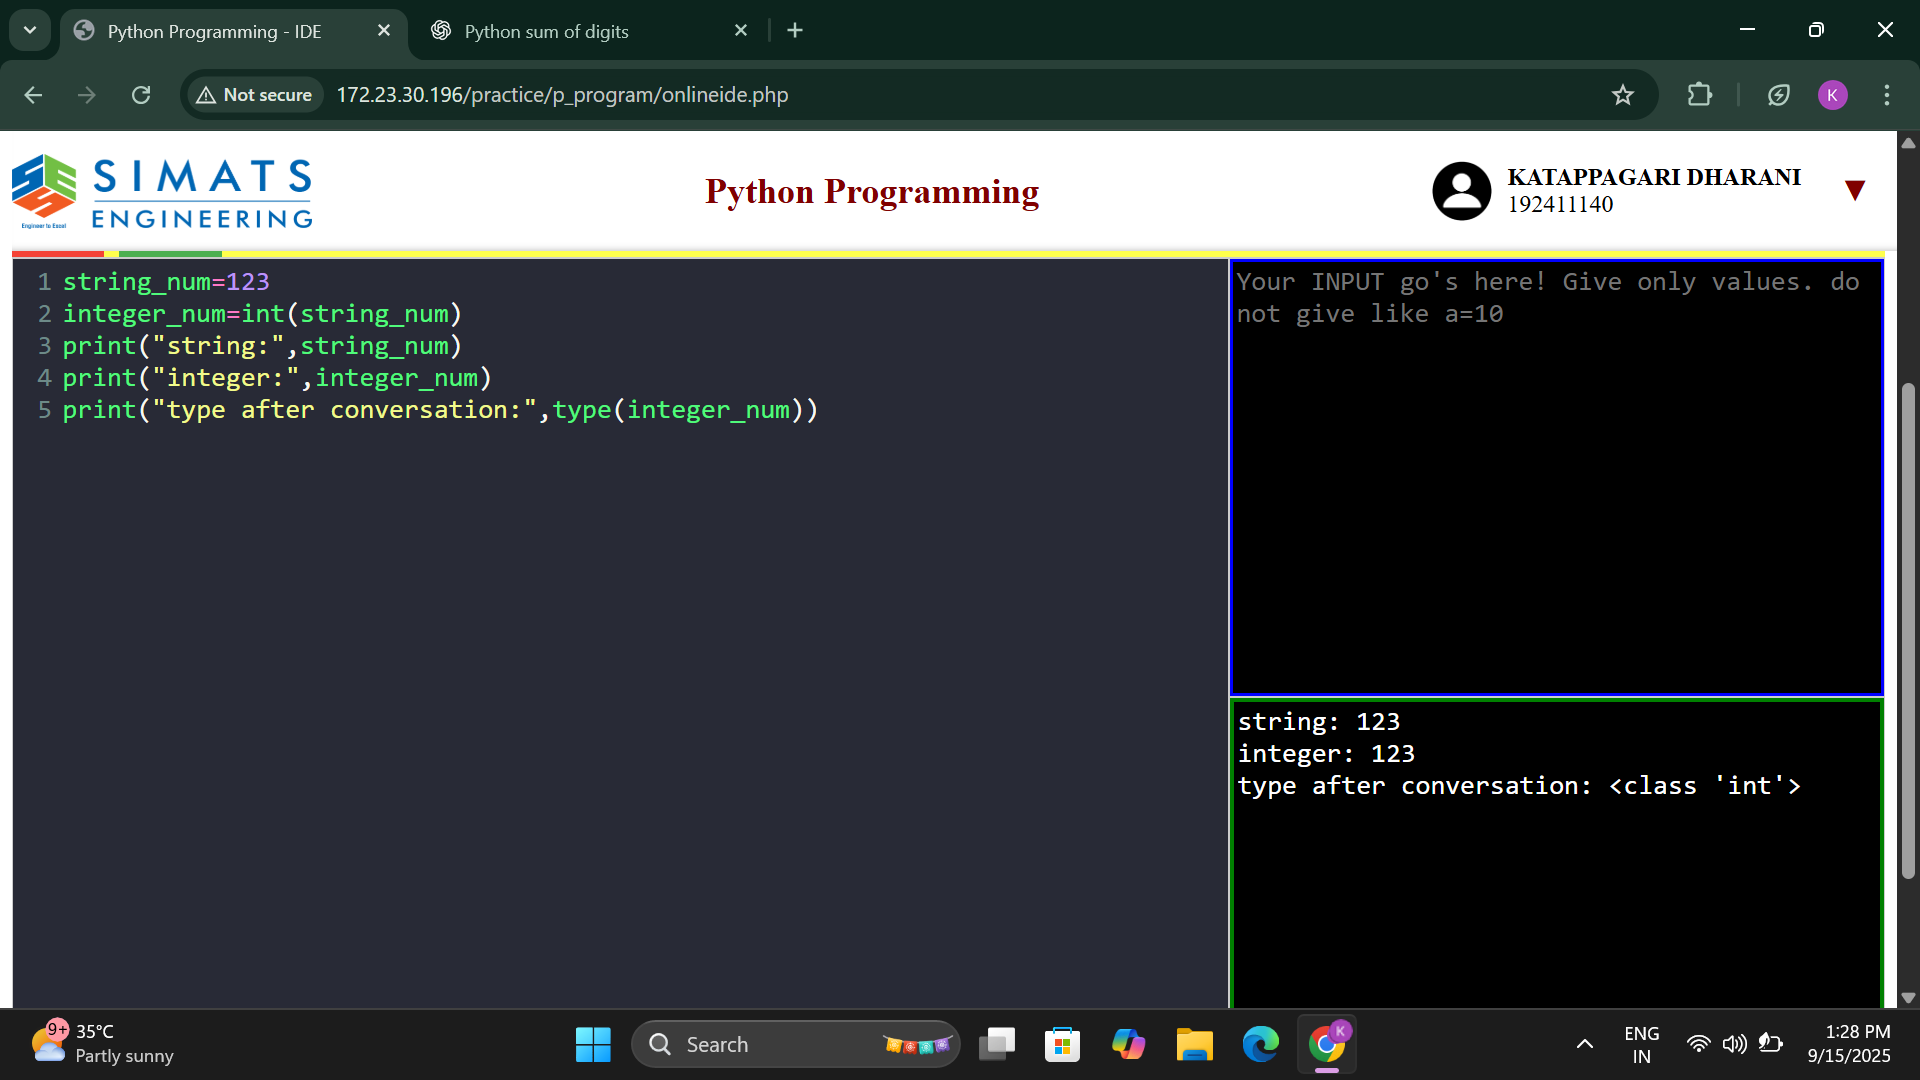 Python Programming - IDE
Python sum of digits
Not secure
172.23.30.196/practice/p_program/onlineide.php
K
SIMATS
ENGINEERING
Engineer to Excel
Python Programming
KATAPPAGARI DHARANI
192411140
1 string_num=123
2 integer_num=int(string_num)
3 print("string:",string_num)
4 print("integer:",integer_num)
5 print("type after conversation:",type(integer_num))
Your INPUT go's here! Give only values. do
not give like a=10
string: 123
integer: 123
type after conversation: <class 'int'>
9+
35°C
Partly sunny
Search
K
ENG
IN
1:28 PM
9/15/2025